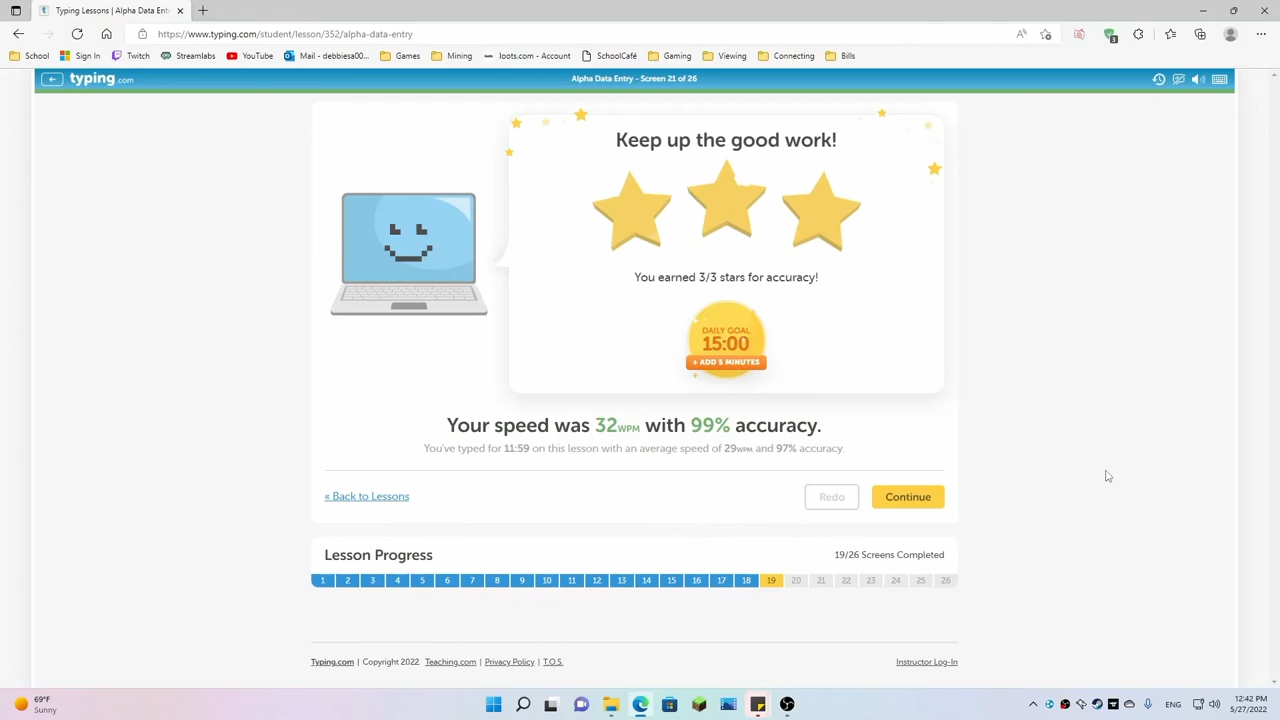 Typing Lessons | Alpha Data Entr
https://www.typing.com/student/lesson/352/alpha-data-entry
3
School Sign In Twitch Streamlabs YouTube Mail - debbiesa00... Games Mining loots.com - Account SchoolCafé Gaming Viewing Connecting Bills
typing.com
Alpha Data Entry - Screen 21 of 26
Keep up the good work!
You earned 3/3 stars for accuracy!
DAILY GOAL
15:00
+ ADD 5 MINUTES
Your speed was 32WPM with 99% accuracy.
You've typed for 11:59 on this lesson with an average speed of 29WPM and 97% accuracy.
« Back to Lessons
Redo
Continue
Lesson Progress
19/26 Screens Completed
1 2 3 4 5 6 7 8 9 10 11 12 13 14 15 16 17 18 19 20 21 22 23 24 25 26
Typing.com | Copyright 2022 Teaching.com | Privacy Policy | T.O.S.
Instructor Log-In
69°F
Sunny
ENG
12:42 PM
5/27/2022